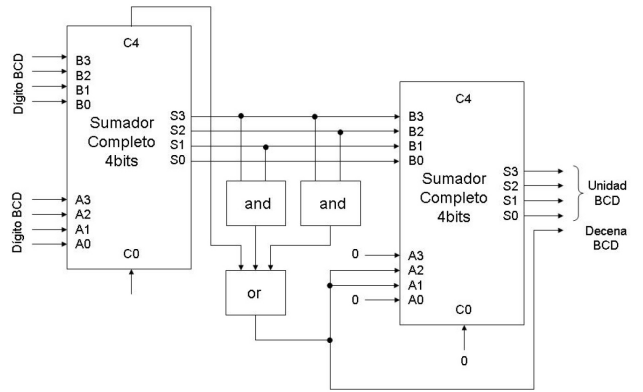 C4
Dígito BCD
B3
B2
B1
B0
Sumador
Completo
4bits
S3
S2
S1
S0
Dígito BCD
A3
A2
A1
A0
C0
and
and
or
C4
B3
B2
B1
B0
Sumador
Completo
4bits
S3
S2
S1
S0
Unidad
BCD
Decena
BCD
0
A3
A2
A1
0
A0
C0
0